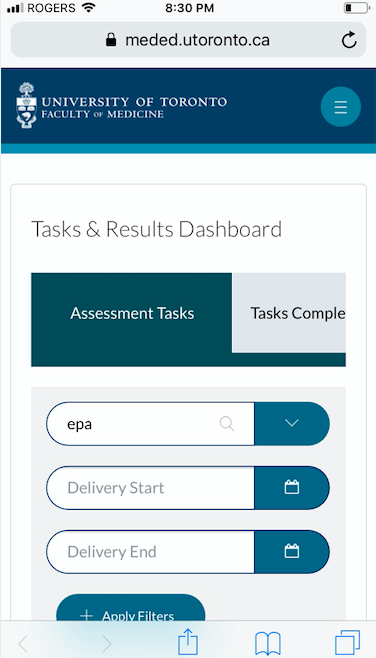 ROGERS 8:30 PM
meded.utoronto.ca
UNIVERSITY OF TORONTO
FACULTY OF MEDICINE
Tasks & Results Dashboard
Assessment Tasks Tasks Comple
epa
Delivery Start
Delivery End
Apply Filters